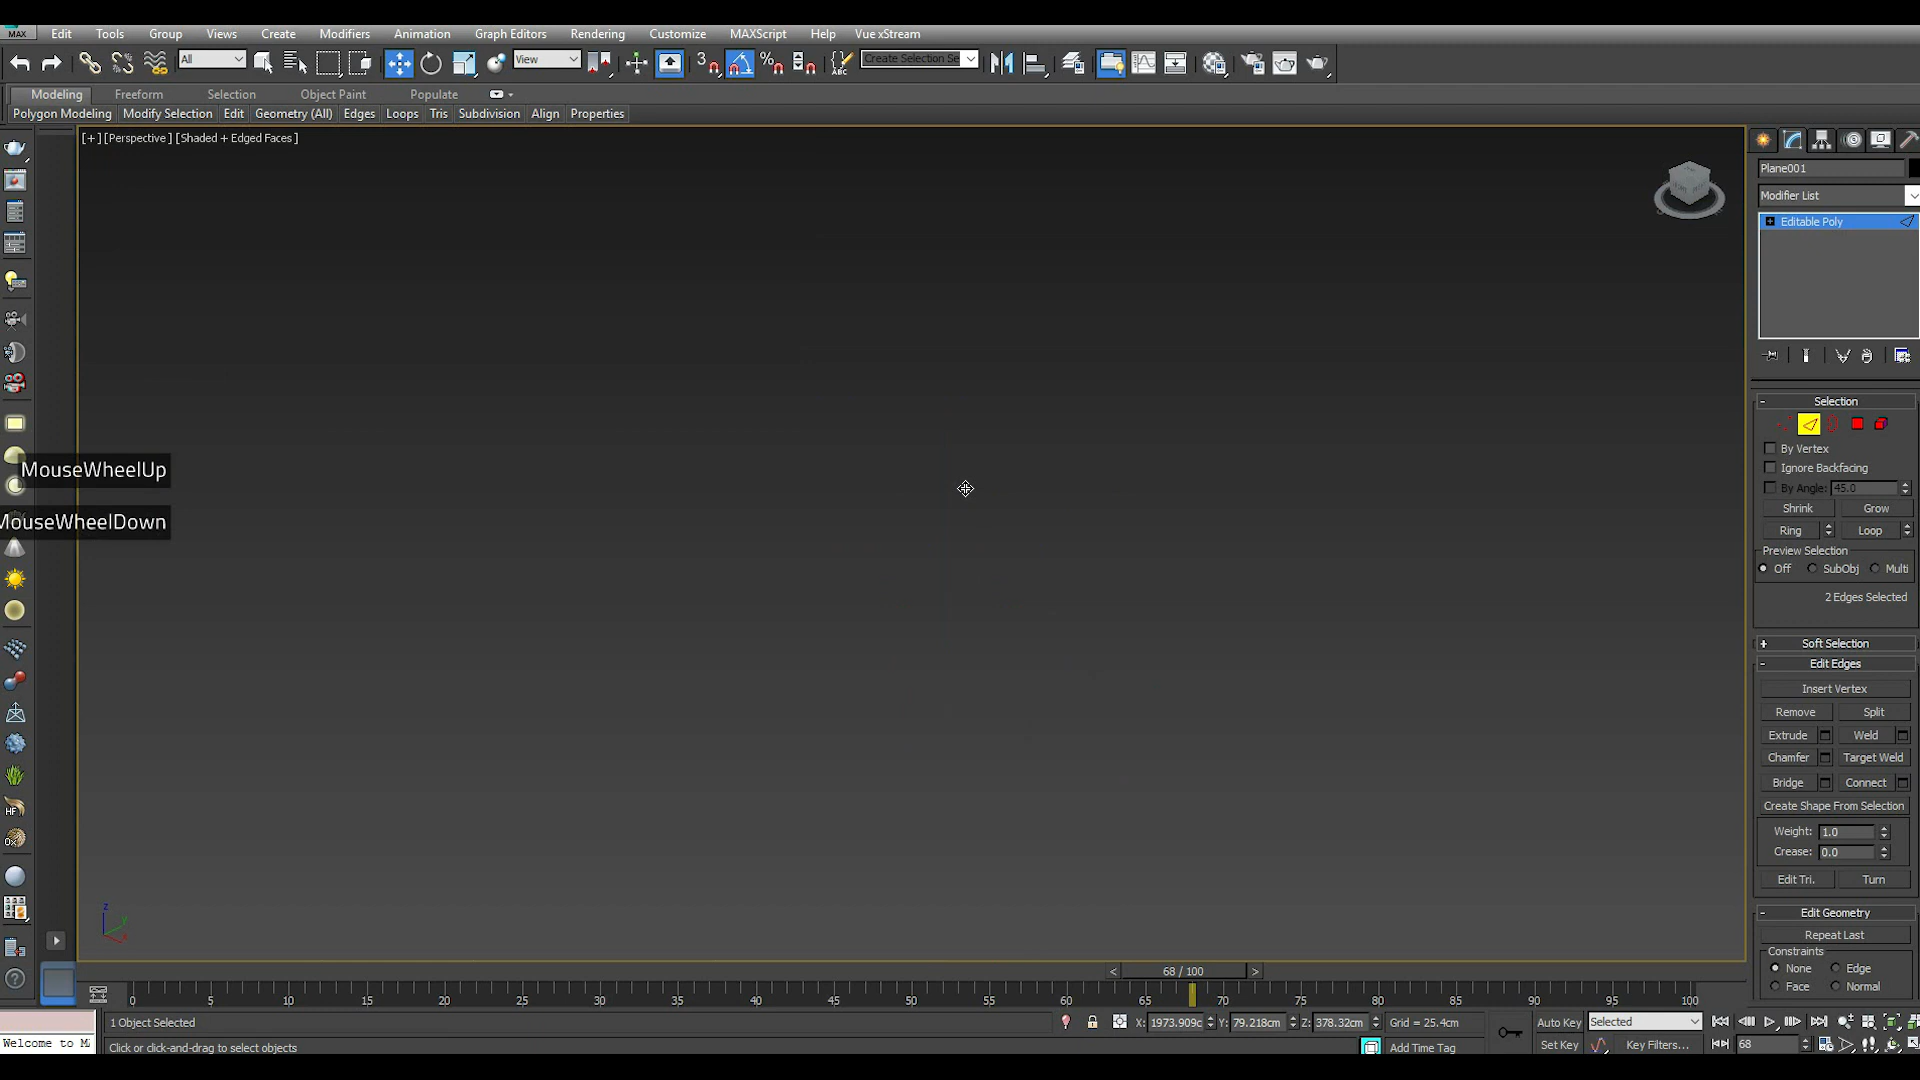 MAX Edit Tools Group Views Create Modifiers Animation Graph Editors Rendering Customize MAXScript Help Vue xStream
All View 3 Create Selection Se
Modeling Freeform Selection Object Paint Populate
Polygon Modeling Modify Selection Edit Geometry (All) Edges Loops Tris Subdivision Align Properties
[+] [Perspective ] [Shaded + Edged Faces ]
Plane001
Modifier List
Editable Poly
- Selection
By Vertex
Ignore Backfacing
By Angle: 45.0
Shrink Grow
Ring Loop
Preview Selection
Off SubObj Multi
2 Edges Selected
+ Soft Selection
- Edit Edges
Insert Vertex
Remove Split
Extrude Weld
Chamfer Target Weld
Bridge Connect
Create Shape From Selection
Weight: 1.0
Crease: 0.0
Edit Tri. Turn
- Edit Geometry
Repeat Last
Constraints
None Edge
Face Normal
MouseWheelUp
MouseWheelDown
HF
z
y
x
< 68 / 100 >
0 5 10 15 20 25 30 35 40 45 50 55 60 65 70 75 80 85 90 95 100
1 Object Selected X: 1973.909c Y: 79.218cm Z: 378.32cm Grid = 25.4cm Auto Key Selected
Welcome to M Click or click-and-drag to select objects Add Time Tag Set Key Key Filters... 68